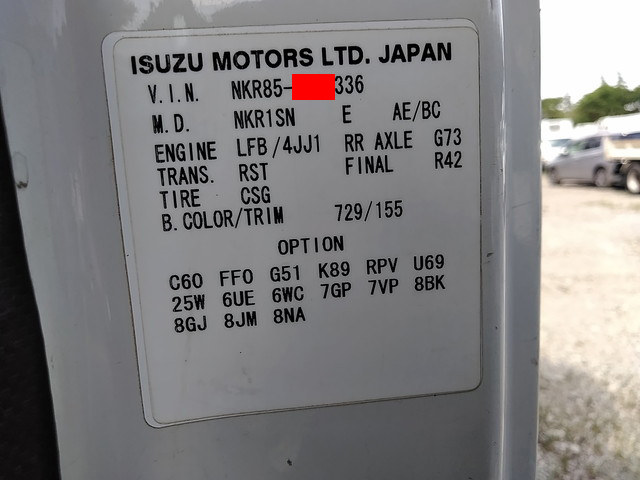 ISUZU MOTORS LTD. JAPAN
V.I.N. NKR85- 336
M.D. NKR1SN E AE/BC
ENGINE LFB/4JJ1 RR AXLE G73
TRANS. RST FINAL R42
TIRE CSG
B.COLOR/TRIM 729/155
OPTION
C60 FF0 G51 K89 RPV U69
25W 6UE 6WC 7GP 7VP 8BK
8GJ 8JM 8NA